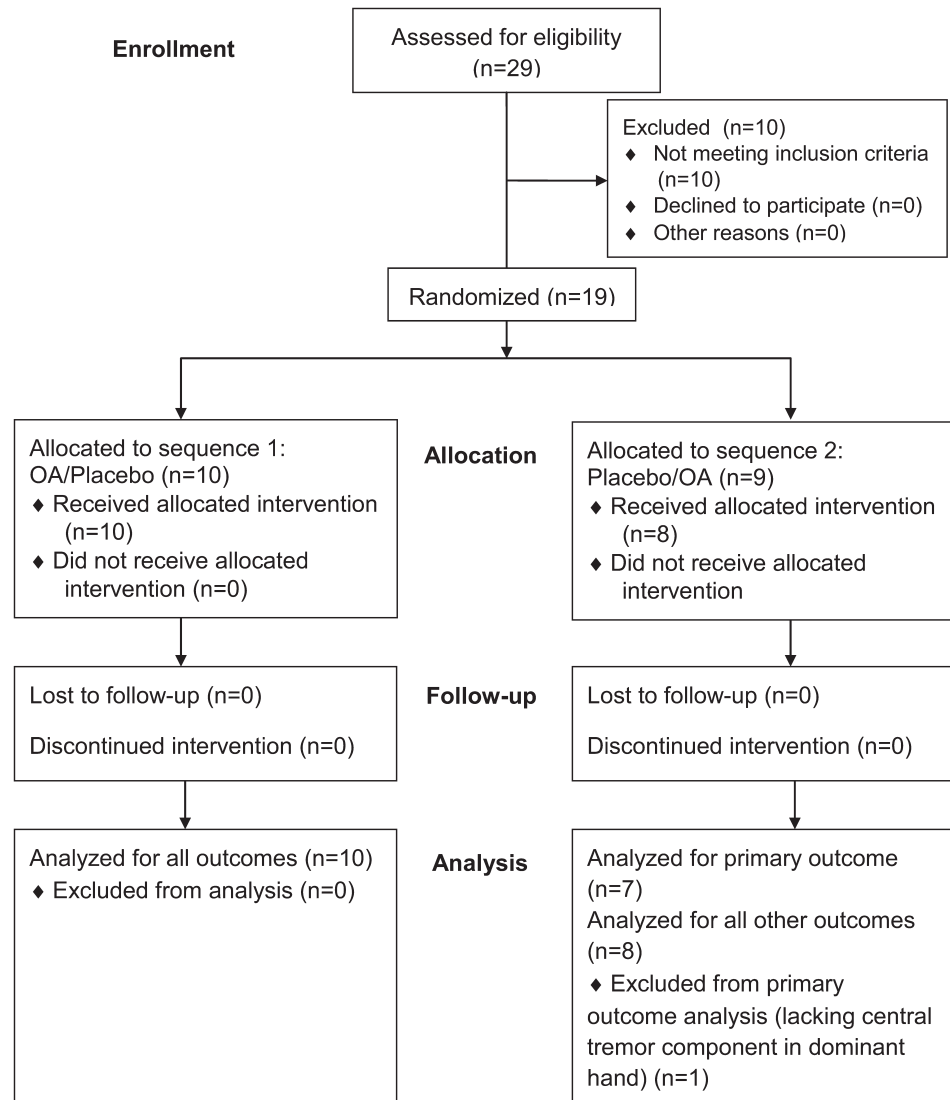 Enrollment
Assessed for eligibility
(n=29)
Excluded (n=10)
♦ Not meeting inclusion criteria
(n=10)
♦ Declined to participate (n=0)
♦ Other reasons (n=0)
Randomized (n=19)
Allocated to sequence 1:
OA/Placebo (n=10)
♦ Received allocated intervention
(n=10)
♦ Did not receive allocated
intervention (n=0)
Allocation
Allocated to sequence 2:
Placebo/OA (n=9)
♦ Received allocated intervention
(n=8)
♦ Did not receive allocated
intervention
Lost to follow-up (n=0)
Discontinued intervention (n=0)
Follow-up
Lost to follow-up (n=0)
Discontinued intervention (n=0)
Analyzed for all outcomes (n=10)
♦ Excluded from analysis (n=0)
Analysis
Analyzed for primary outcome
(n=7)
Analyzed for all other outcomes
(n=8)
♦ Excluded from primary
outcome analysis (lacking central
tremor component in dominant
hand) (n=1)